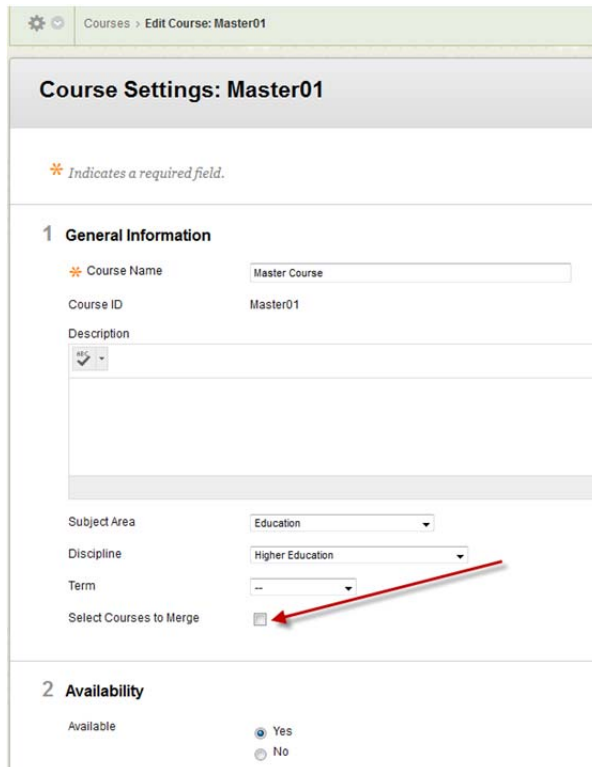 Courses > Edit Course: Master01
Course Settings: Master01
* Indicates a required field.
1 General Information
* Course Name Master Course
Course ID Master01
Description
ABC
Subject Area Education
Discipline Higher Education
Term --
Select Courses to Merge
2 Availability
Available Yes
No